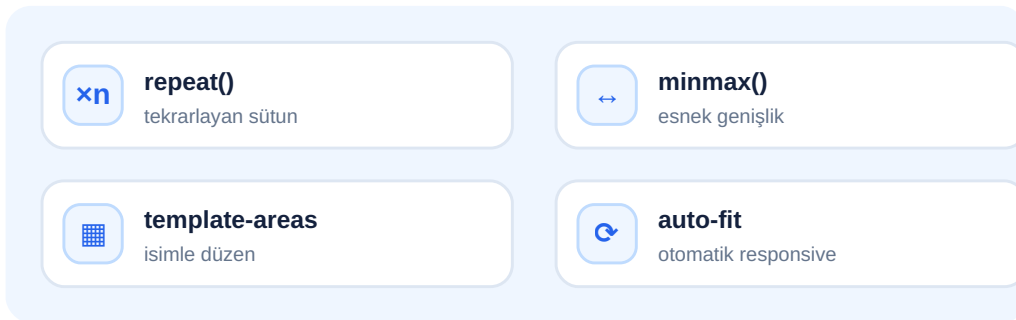 ×n
repeat()
tekrarlayan sütun
↔
minmax()
esnek genişlik
template-areas
isimle düzen
auto-fit
otomatik responsive